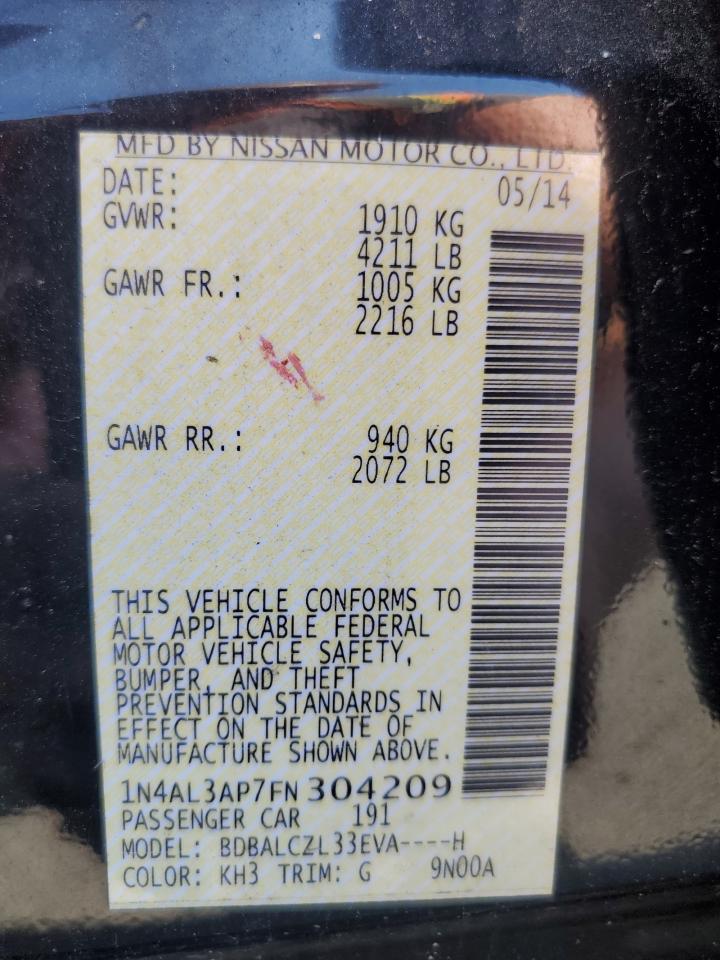 MFD BY NISSAN MOTOR CO., LTD.
DATE: 05/14
GVWR: 1910 KG
4211 LB
GAWR FR.: 1005 KG
2216 LB
GAWR RR.: 940 KG
2072 LB
THIS VEHICLE CONFORMS TO
ALL APPLICABLE FEDERAL
MOTOR VEHICLE SAFETY,
BUMPER, AND THEFT
PREVENTION STANDARDS IN
EFFECT ON THE DATE OF
MANUFACTURE SHOWN ABOVE.
1N4AL3AP7FN304209
PASSENGER CAR 191
MODEL: BDBALCZL33EVA----H
COLOR: KH3 TRIM: G 9N00A